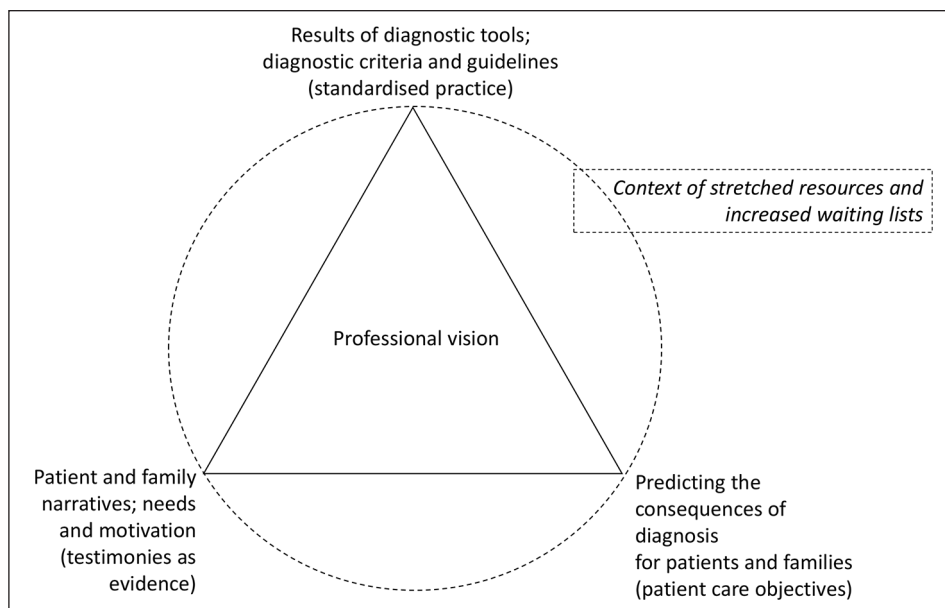 Results of diagnostic tools;
diagnostic criteria and guidelines
(standardised practice)
Context of stretched resources and
increased waiting lists
Professional vision
Patient and family
narratives; needs
and motivation
(testimonies as
evidence)
Predicting the
consequences of
diagnosis
for patients and families
(patient care objectives)